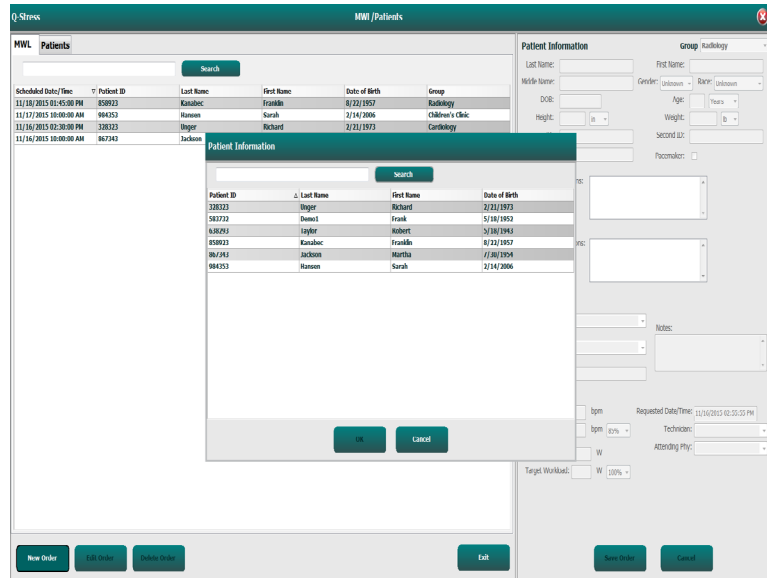 Q-Stress MWL/Patients
MWL Patients
Search
Scheduled Date/Time Patient ID Last Name First Name Date of Birth Group
11/18/2015 01:45:00 PM 858923 Kanabec Franklin 8/22/1957 Radiology
11/17/2015 10:00:00 AM 984353 Hansen Sarah 2/14/2006 Children's Clinic
11/16/2015 02:30:00 PM 328323 Unger Richard 2/21/1973 Cardiology
11/16/2015 10:00:00 AM 867343 Jackson
Patient Information
Search
Patient ID Last Name First Name Date of Birth
328323 Unger Richard 2/21/1973
583732 Demo1 Frank 5/18/1952
638293 Taylor Robert 5/18/1943
858923 Kanabec Franklin 8/22/1957
867343 Jackson Martha 7/30/1954
984353 Hansen Sarah 2/14/2006
OK Cancel
Patient Information Group Radiology
Last Name: First Name:
Middle Name: Gender: Unknown Race: Unknown
DOB: Age: Years
Height: in Weight: lb
Second ID:
Pacemaker:
ns:
ons:
Notes:
bpm Requested Date/Time: 11/16/2015 02:55:55 PM
bpm 85% Technician:
W Attending Phy:
Target Workload: W 100%
New Order Edit Order Delete Order Exit Save Order Cancel